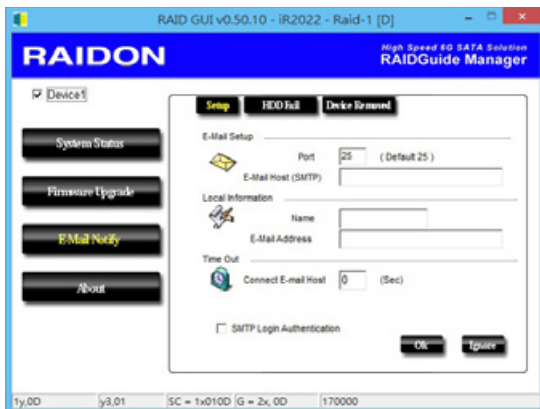 RAID GUI v0.50.10 - iR2022 - Raid-1 [D]
RAIDON
High Speed 6G SATA Solution
RAIDGuide Manager
Device1
Setup HDD Fail Device Removed
System Status
Firmware Upgrade
E-Mail Notify
About
E-Mail Setup
Port 25 ( Default 25 )
E-Mail Host (SMTP)
Local Information
Name
E-Mail Address
Time Out
Connect E-mail Host 0 (Sec)
SMTP Login Authentication
Ok Ignore
1y,0D y3,01 SC = 1x010D G = 2x, 0D 170000